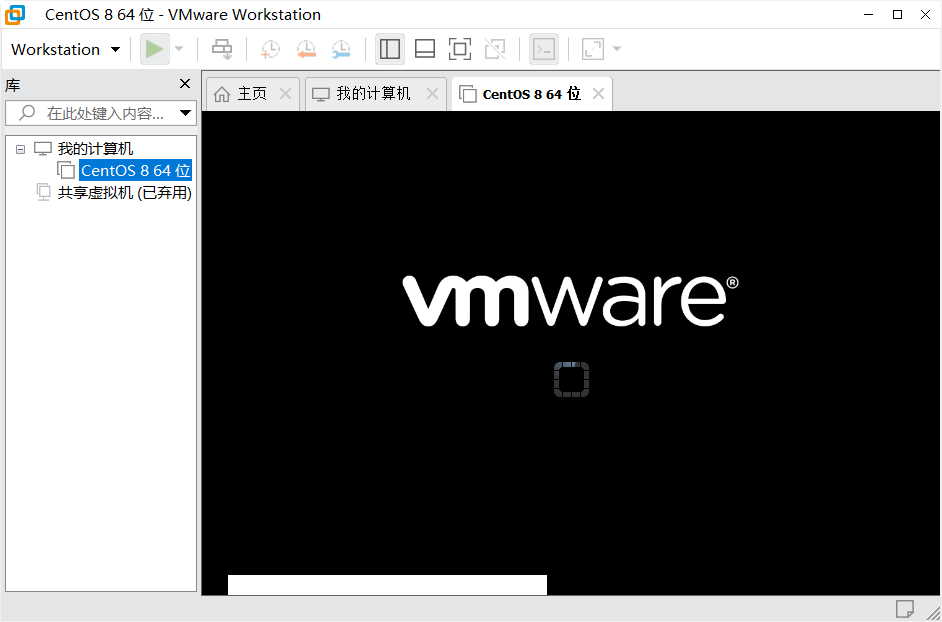 CentOS 8 64 位 - VMware Workstation
Workstation
库
在此处键入内容...
我的计算机
CentOS 8 64 位
共享虚拟机 (已弃用)
主页
我的计算机
CentOS 8 64 位
vmware®